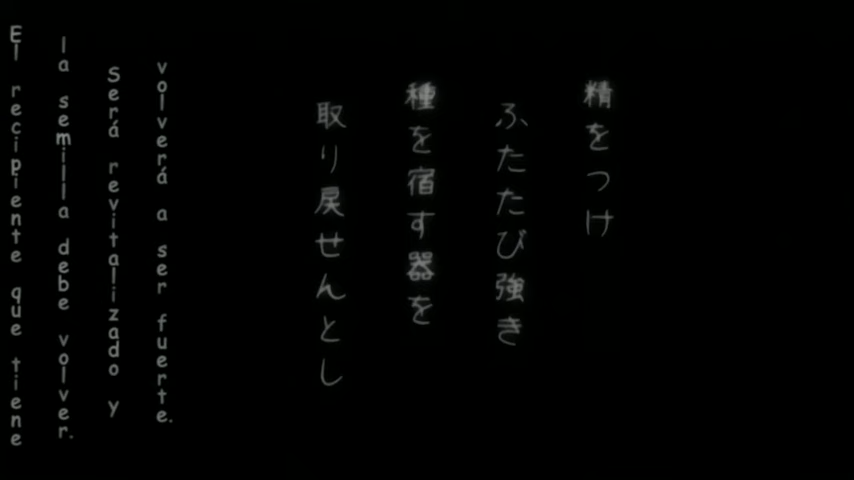 精をつけ
ふたたび強き
種を宿す器を
取り戻せんとし
El recipiente que tiene
la semilla debe volver.
Será revitalizado y
volverá a ser fuerte.